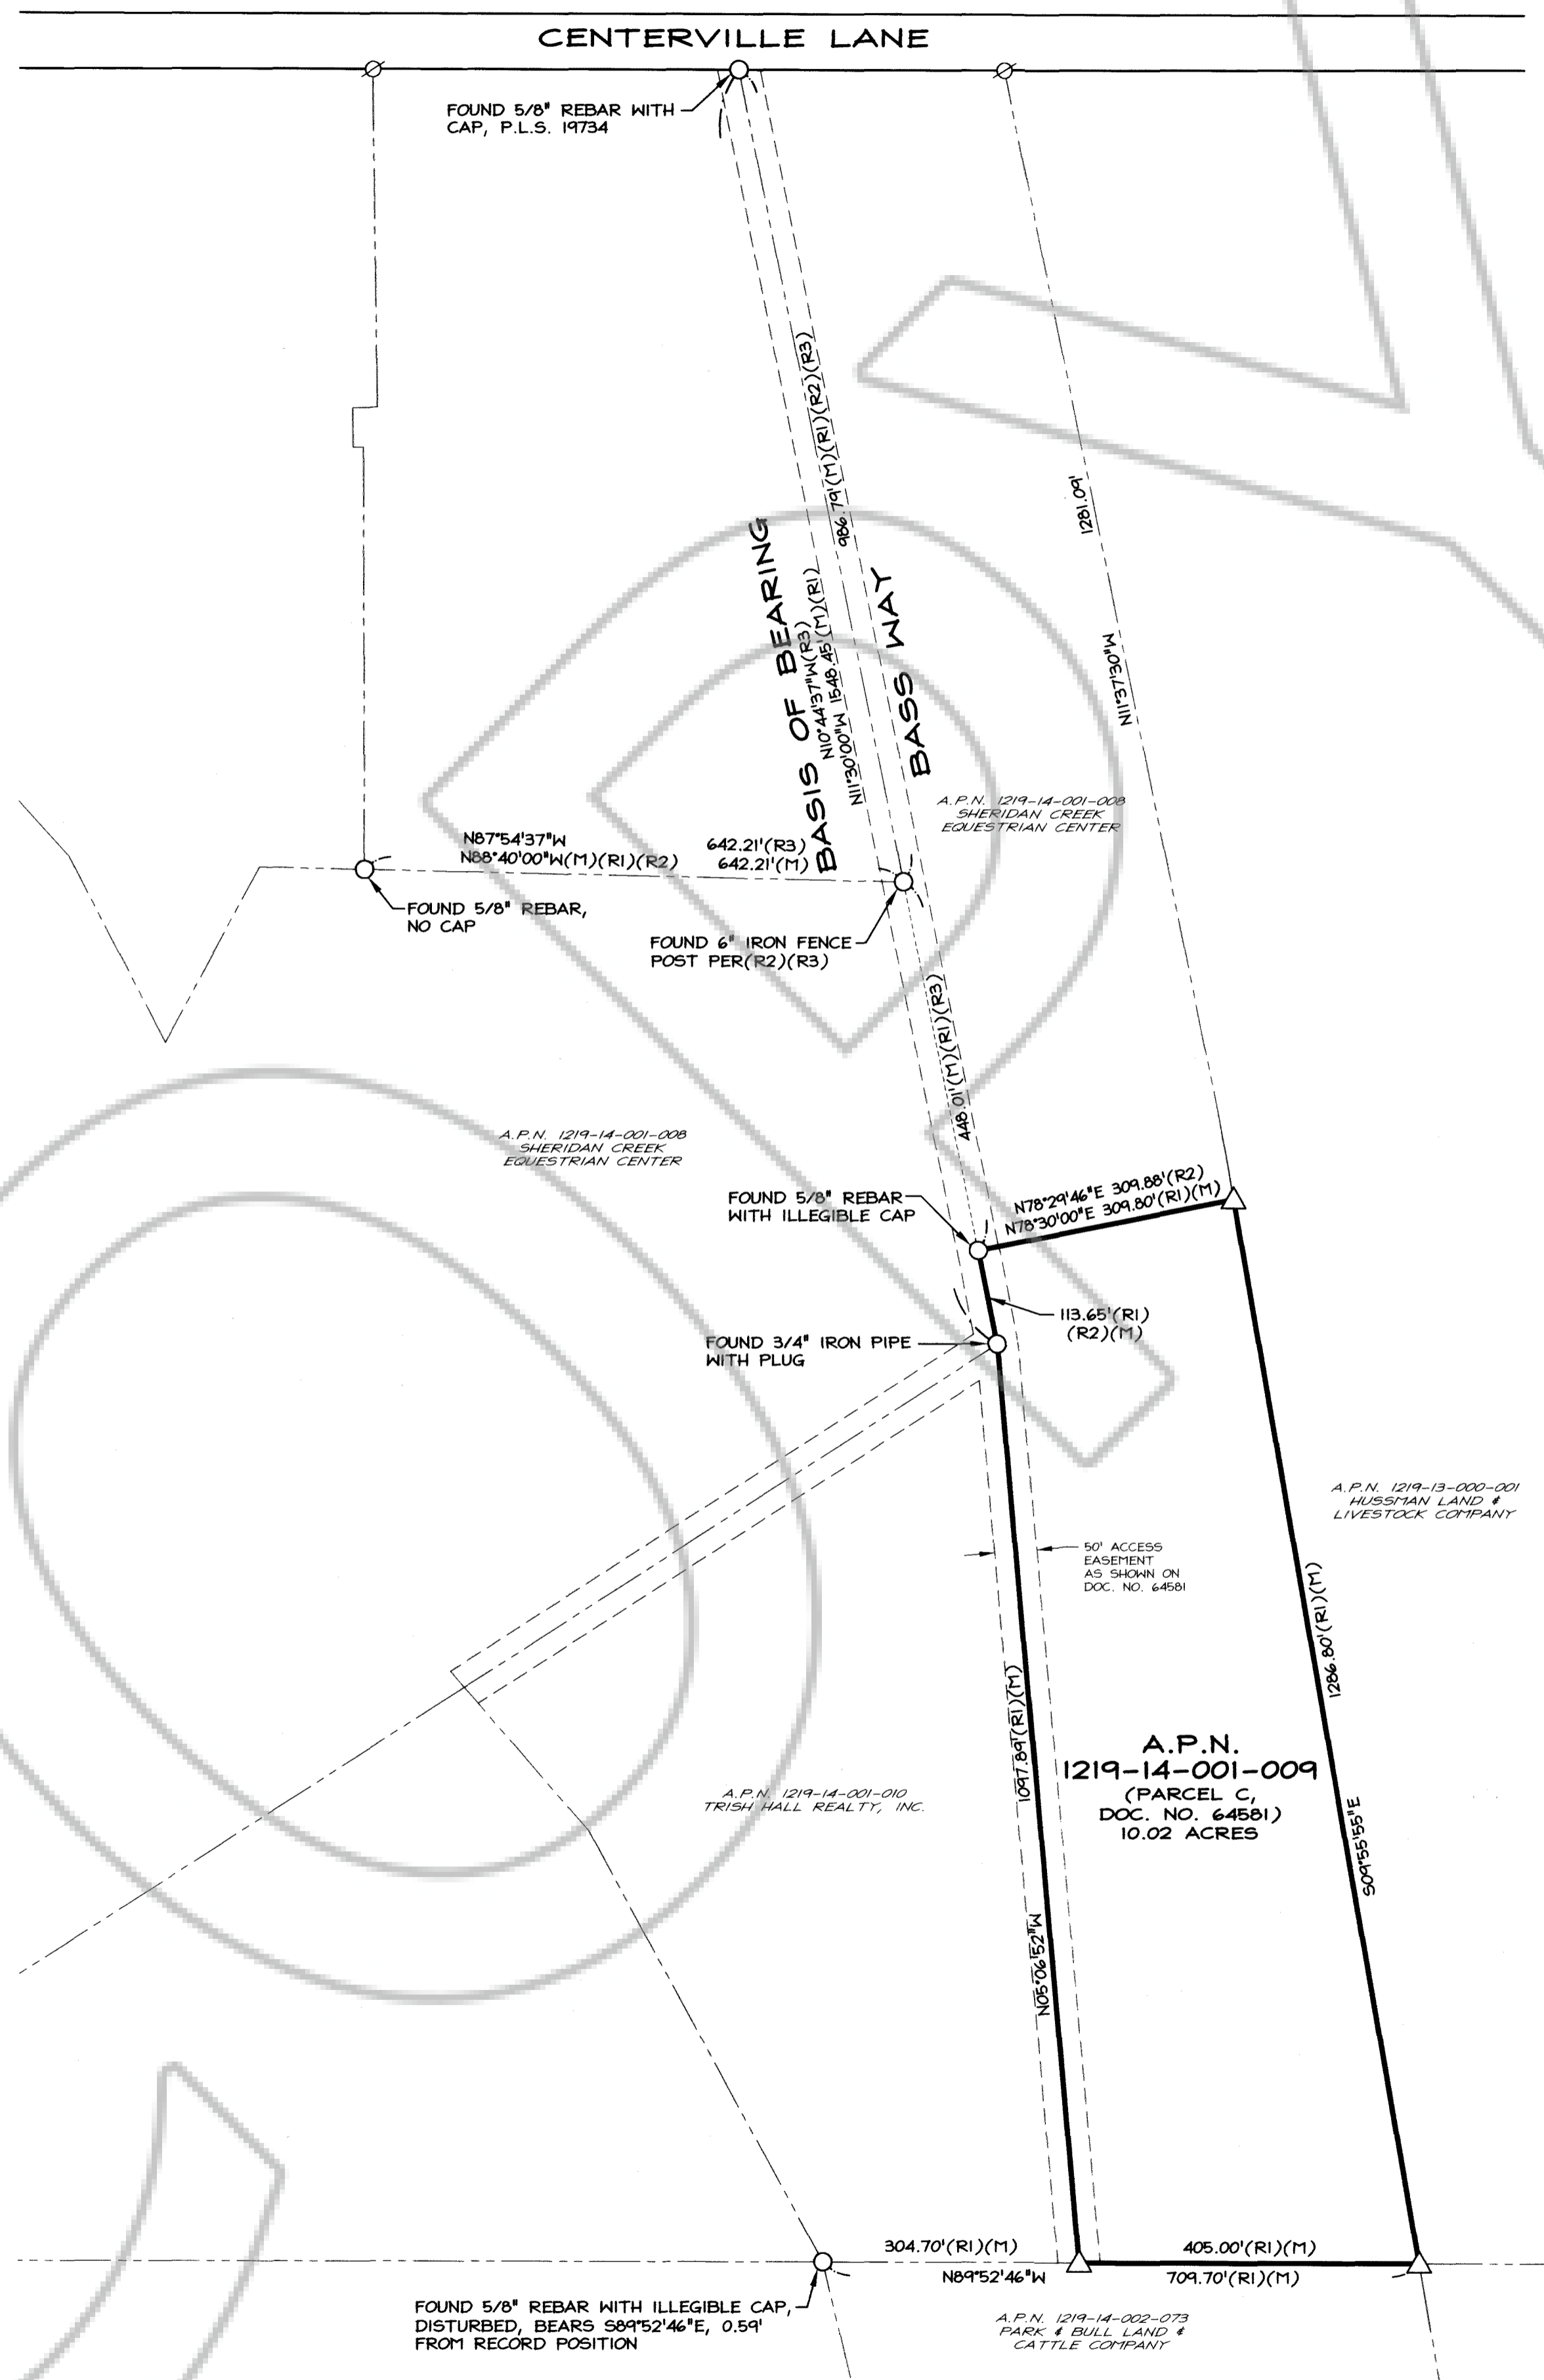 CENTERVILLE LANE
FOUND 5/8" REBAR WITH
CAP, P.L.S. 19734
986.79'(M)(R1)(R2)(R3)
1281.09'
N11°37'30"W
BASIS OF BEARING
N10°44'37"W(R3)
N11°30'00"W 1548.45'(M)(R1)
BASS WAY
A.P.N. 1219-14-001-008
SHERIDAN CREEK
EQUESTRIAN CENTER
N87°54'37"W 642.21'(R3)
N88°40'00"W(M)(R1)(R2) 642.21'(M)
FOUND 5/8" REBAR,
NO CAP
FOUND 6" IRON FENCE
POST PER(R2)(R3)
448.01'(M)(R1)(R3)
A.P.N. 1219-14-001-008
SHERIDAN CREEK
EQUESTRIAN CENTER
N78°29'46"E 309.88'(R2)
N78°30'00"E 309.80'(R1)(M)
FOUND 5/8" REBAR
WITH ILLEGIBLE CAP
113.65'(R1)
(R2)(M)
FOUND 3/4" IRON PIPE
WITH PLUG
A.P.N. 1219-13-000-001
HUSSMAN LAND &
LIVESTOCK COMPANY
50' ACCESS
EASEMENT
AS SHOWN ON
DOC. NO. 64581
1286.80'(R1)(M)
S09°55'55"E
1097.89'(R1)(M)
N05°06'52"W
A.P.N.
1219-14-001-009
(PARCEL C,
DOC. NO. 64581)
10.02 ACRES
A.P.N. 1219-14-001-010
TRISH HALL REALTY, INC.
304.70'(R1)(M)
405.00'(R1)(M)
N89°52'46"W
709.70'(R1)(M)
FOUND 5/8" REBAR WITH ILLEGIBLE CAP,
DISTURBED, BEARS S89°52'46"E, 0.59'
FROM RECORD POSITION
A.P.N. 1219-14-002-073
PARK & BULL LAND &
CATTLE COMPANY